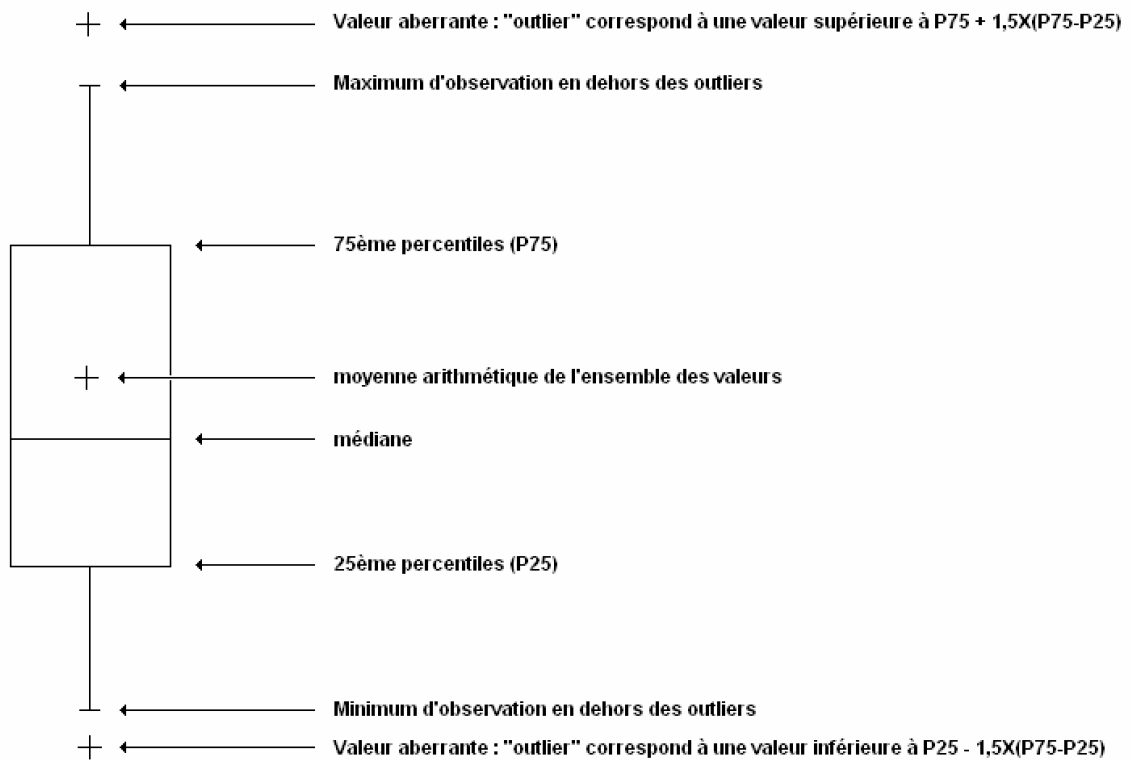 Valeur aberrante : "outlier" correspond à une valeur supérieure à P75 + 1,5X(P75-P25)
Maximum d'observation en dehors des outliers
75ème percentiles (P75)
moyenne arithmétique de l'ensemble des valeurs
médiane
25ème percentiles (P25)
Minimum d'observation en dehors des outliers
Valeur aberrante : "outlier" correspond à une valeur inférieure à P25 - 1,5X(P75-P25)